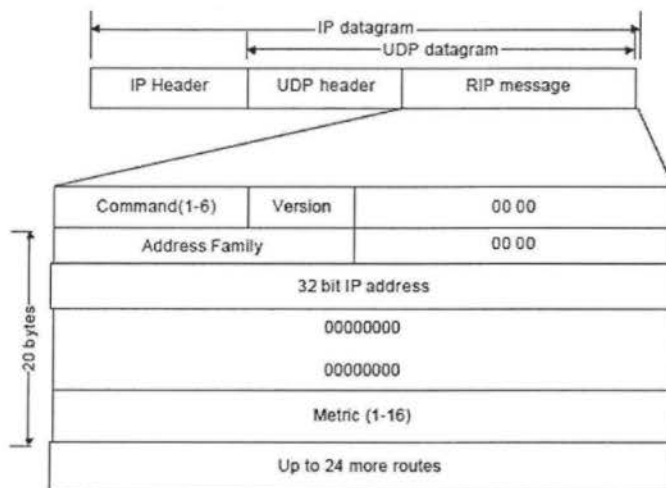 IP datagram
UDP datagram
IP Header
UDP header
RIP message
Command(1-6)
Version
00 00
Address Family
00 00
32 bit IP address
00000000
00000000
Metric (1-16)
Up to 24 more routes
20 bytes